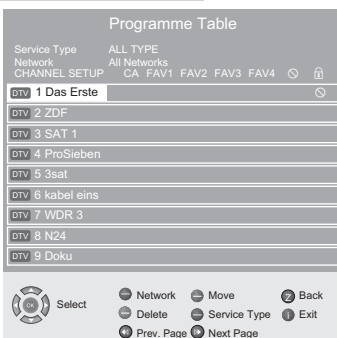 Programme Table
Service Type ALL TYPE
Network All Networks
CHANNEL SETUP CA FAV1 FAV2 FAV3 FAV4
DTV 1 Das Erste
DTV 2 ZDF
DTV 3 SAT 1
DTV 4 ProSieben
DTV 5 3sat
DTV 6 kabel eins
DTV 7 WDR 3
DTV 8 N24
DTV 9 Doku
OK Select Network Move Z Back
Delete Service Type i Exit
Prev. Page Next Page